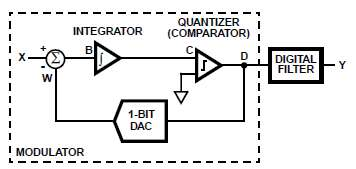 INTEGRATOR
QUANTIZER
(COMPARATOR)
X
+
-
Σ
W
B
∫
C
D
DIGITAL
FILTER
Y
1-BIT
DAC
MODULATOR